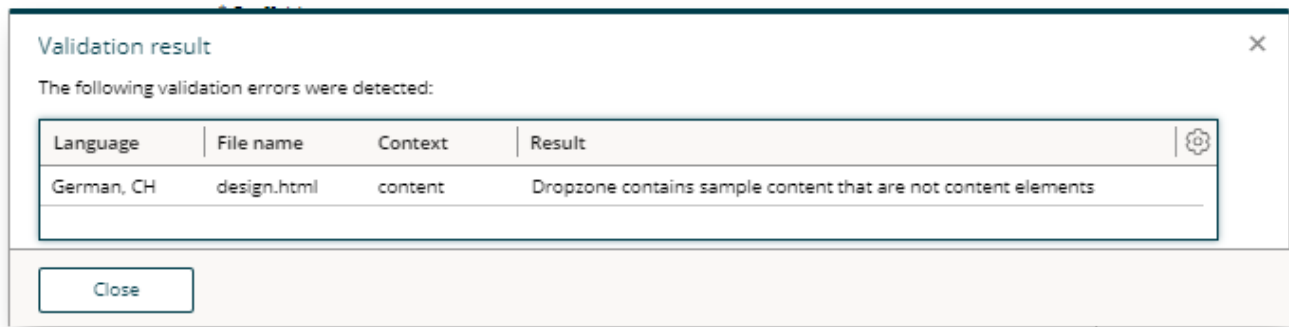 Validation result
The following validation errors were detected:
Language File name Context Result
German, CH design.html content Dropzone contains sample content that are not content elements
Close